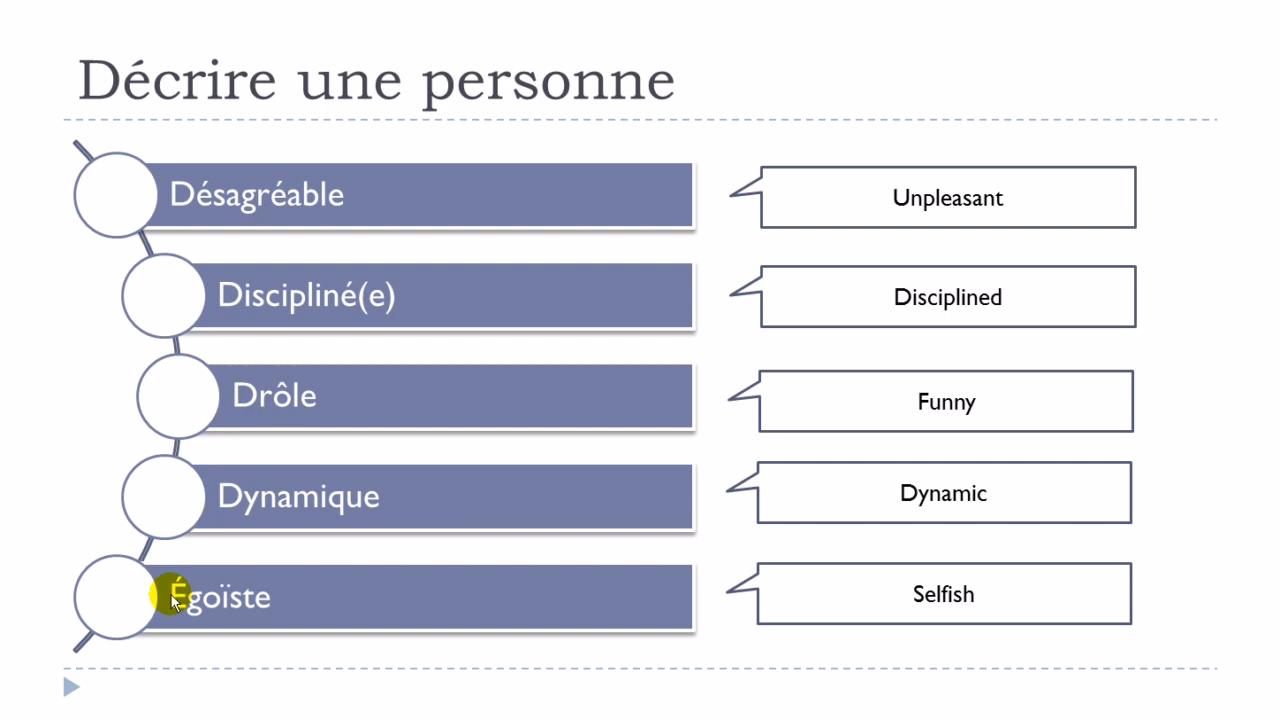 Décrire une personne
Désagréable
Unpleasant
Discipliné(e)
Disciplined
Drôle
Funny
Dynamique
Dynamic
Égoïste
Selfish